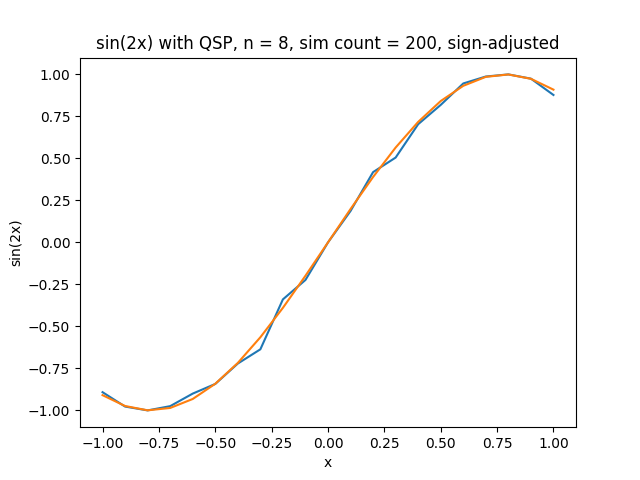 sin(2x) with QSP, n = 8, sim count = 200, sign-adjusted
1.00
0.75
0.50
0.25
0.00
−0.25
−0.50
−0.75
−1.00
sin(2x)
−1.00 −0.75 −0.50 −0.25 0.00 0.25 0.50 0.75 1.00
x